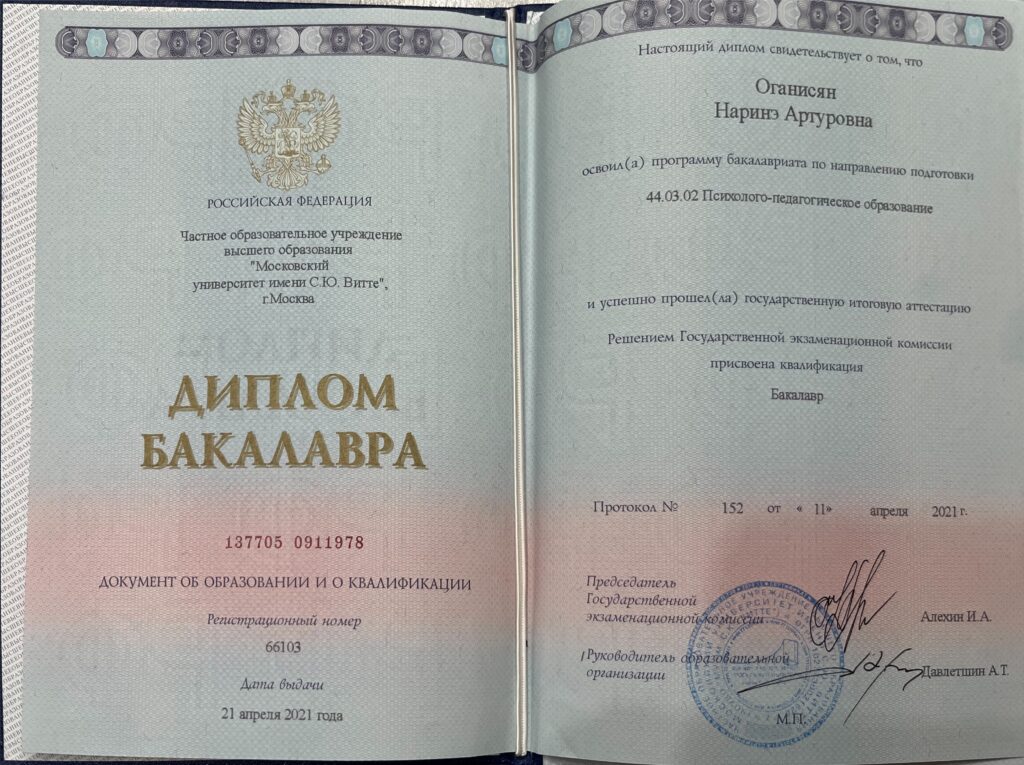 РОССИЙСКАЯ ФЕДЕРАЦИЯ
Частное образовательное учреждение
высшего образования
"Московский
университет имени С.Ю. Витте",
г.Москва
ДИПЛОМ
БАКАЛАВРА
137705 0911978
ДОКУМЕНТ ОБ ОБРАЗОВАНИИ И О КВАЛИФИКАЦИИ
Регистрационный номер
66103
Дата выдачи
21 апреля 2021 года
Настоящий диплом свидетельствует о том, что
Оганисян
Наринэ Артуровна
освоил(а) программу бакалавриата по направлению подготовки
44.03.02 Психолого-педагогическое образование
и успешно прошел(ла) государственную итоговую аттестацию
Решением Государственной экзаменационной комиссии
присвоена квалификация
Бакалавр
Протокол № 152 от « 11» апреля 2021 г.
Председатель
Государственной
экзаменационной комиссии
Алехин И.А.
Руководитель образовательной
организации
Давлетшин А.Т.
М.П.